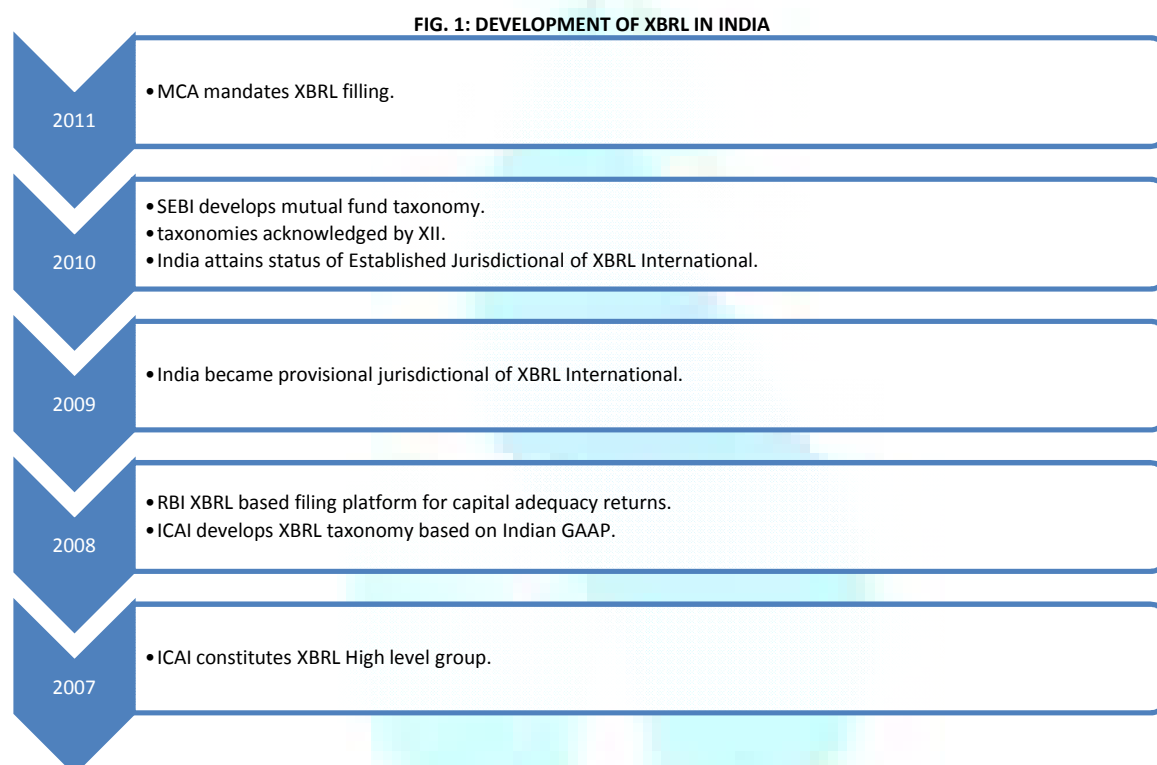 FIG. 1: DEVELOPMENT OF XBRL IN INDIA
2011
•MCA mandates XBRL filling.
2010
•SEBI develops mutual fund taxonomy.
•taxonomies acknowledged by XII.
•India attains status of Established Jurisdictional of XBRL International.
2009
•India became provisional jurisdictional of XBRL International.
2008
•RBI XBRL based filing platform for capital adequacy returns.
•ICAI develops XBRL taxonomy based on Indian GAAP.
2007
•ICAI constitutes XBRL High level group.